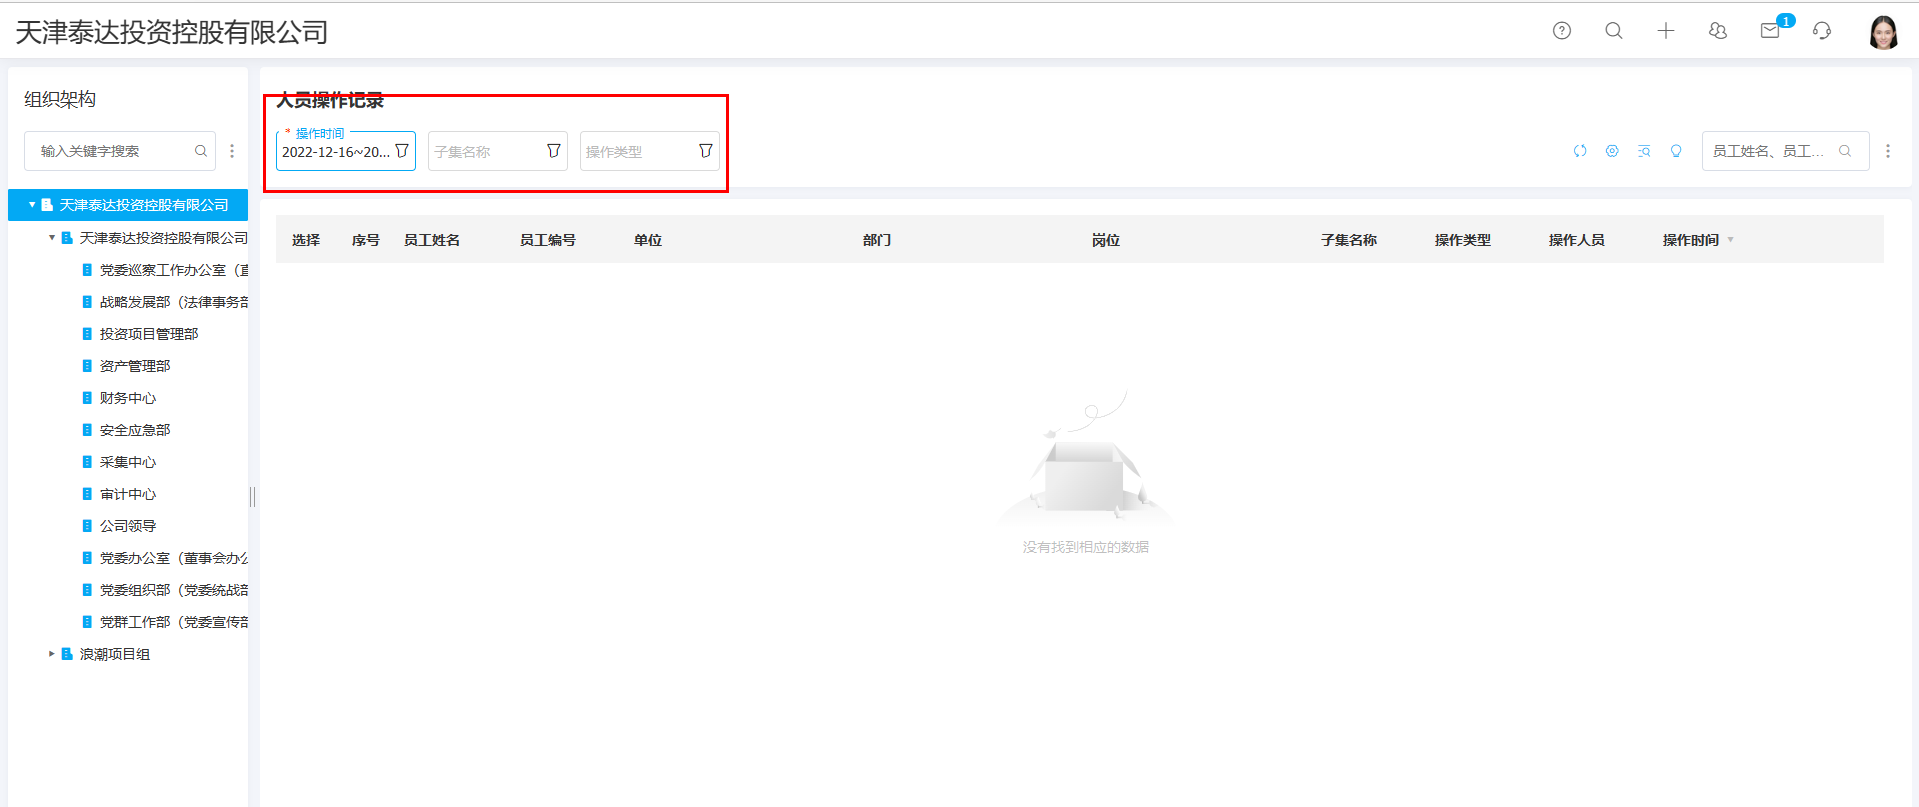 天津泰达投资控股有限公司
1
组织架构
输入关键字搜索
天津泰达投资控股有限公司
天津泰达投资控股有限公司
党委巡察工作办公室（直
战略发展部（法律事务部
投资项目管理部
资产管理部
财务中心
安全应急部
采集中心
审计中心
公司领导
党委办公室（董事会办公
党委组织部（党委统战部
党群工作部（党委宣传部
浪潮项目组
人员操作记录
* 操作时间
2022-12-16~20... 子集名称 操作类型 员工姓名、员工...
选择 序号 员工姓名 员工编号 单位 部门 岗位 子集名称 操作类型 操作人员 操作时间
没有找到相应的数据